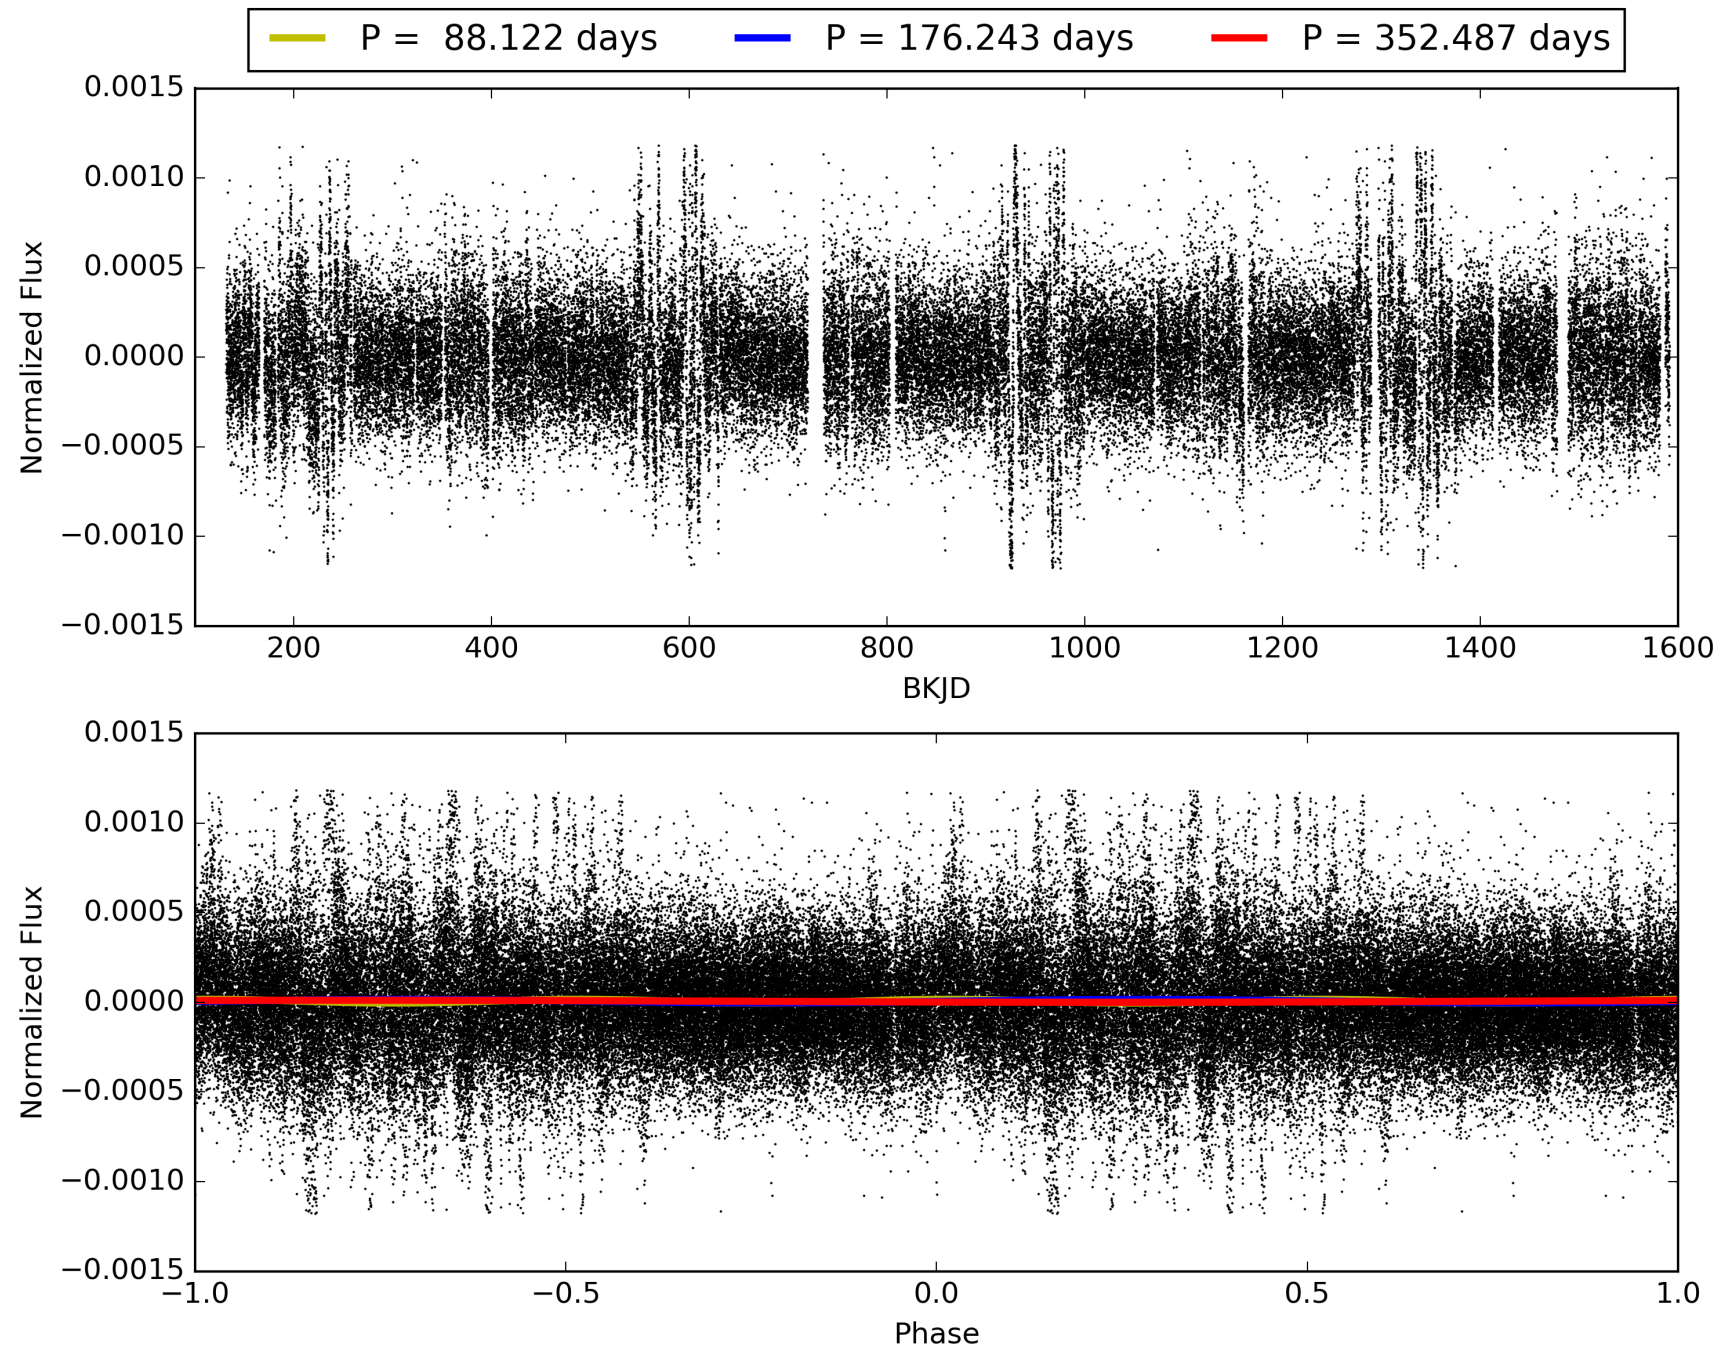 P =  88.122 days
P = 176.243 days
P = 352.487 days
0.0015
0.0010
0.0005
0.0000
−0.0005
−0.0010
−0.0015
Normalized Flux
200 400 600 800 1000 1200 1400 1600
BKJD
0.0015
0.0010
0.0005
0.0000
−0.0005
−0.0010
−0.0015
Normalized Flux
−1.0 −0.5 0.0 0.5 1.0
Phase